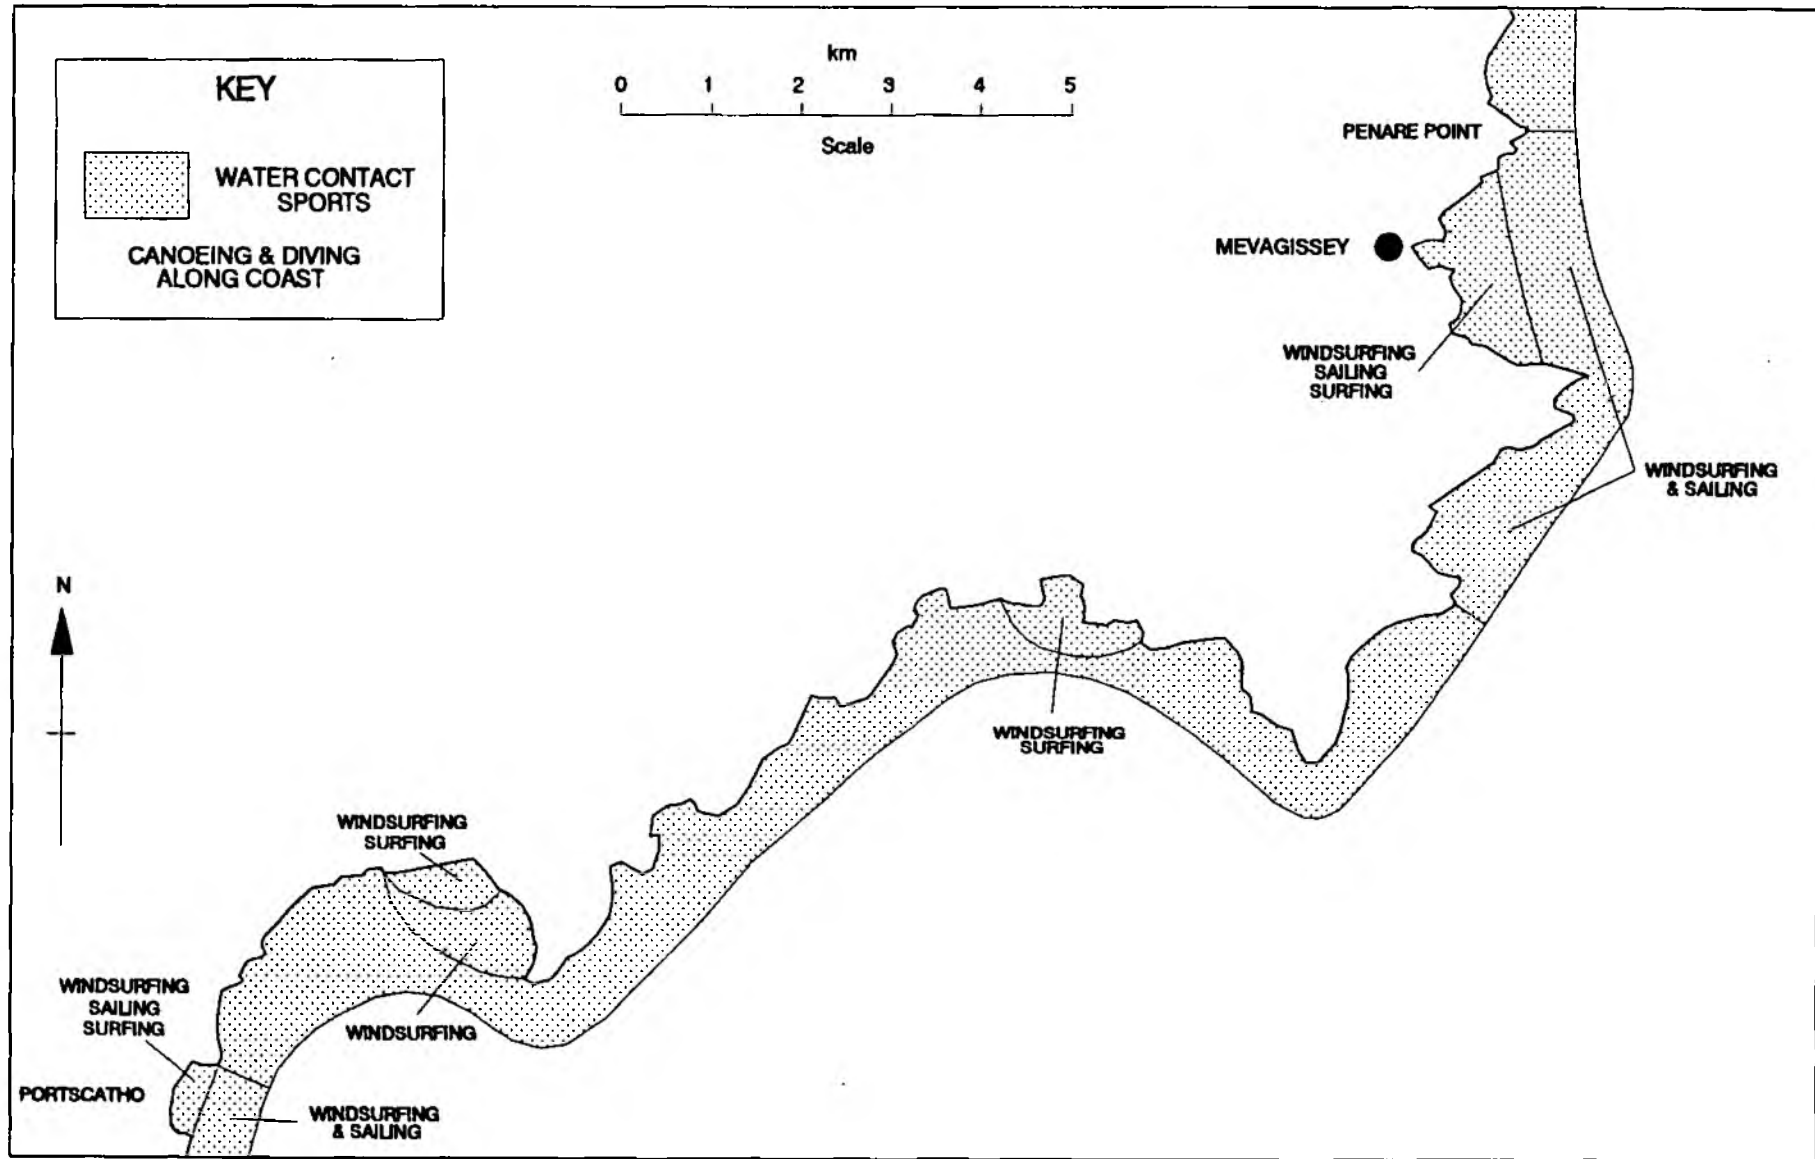 KEY
WATER CONTACT
SPORTS
CANOEING & DIVING
ALONG COAST
km
0 1 2 3 4 5
Scale
PENARE POINT
MEVAGISSEY
WINDSURFING
SAILING
SURFING
WINDSURFING
& SAILING
N
WINDSURFING
SURFING
WINDSURFING
SURFING
WINDSURFING
SAILING
SURFING
WINDSURFING
PORTSCATHO
WINDSURFING
& SAILING